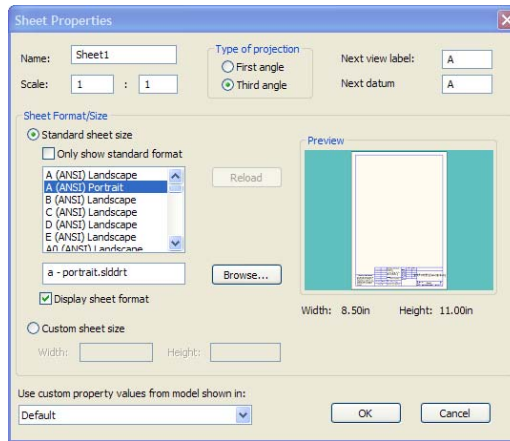 Sheet Properties
Name: Sheet1
Scale: 1 : 1
Type of projection
First angle
Third angle
Next view label: A
Next datum A
Sheet Format/Size
Standard sheet size
Only show standard format
A (ANSI) Landscape
A (ANSI) Portrait
B (ANSI) Landscape
C (ANSI) Landscape
D (ANSI) Landscape
E (ANSI) Landscape
A0 (ANSI) Landscape
Reload
a - portrait.slddrt
Browse...
Display sheet format
Custom sheet size
Width: Height:
Preview
Width: 8.50in Height: 11.00in
Use custom property values from model shown in:
Default
OK
Cancel